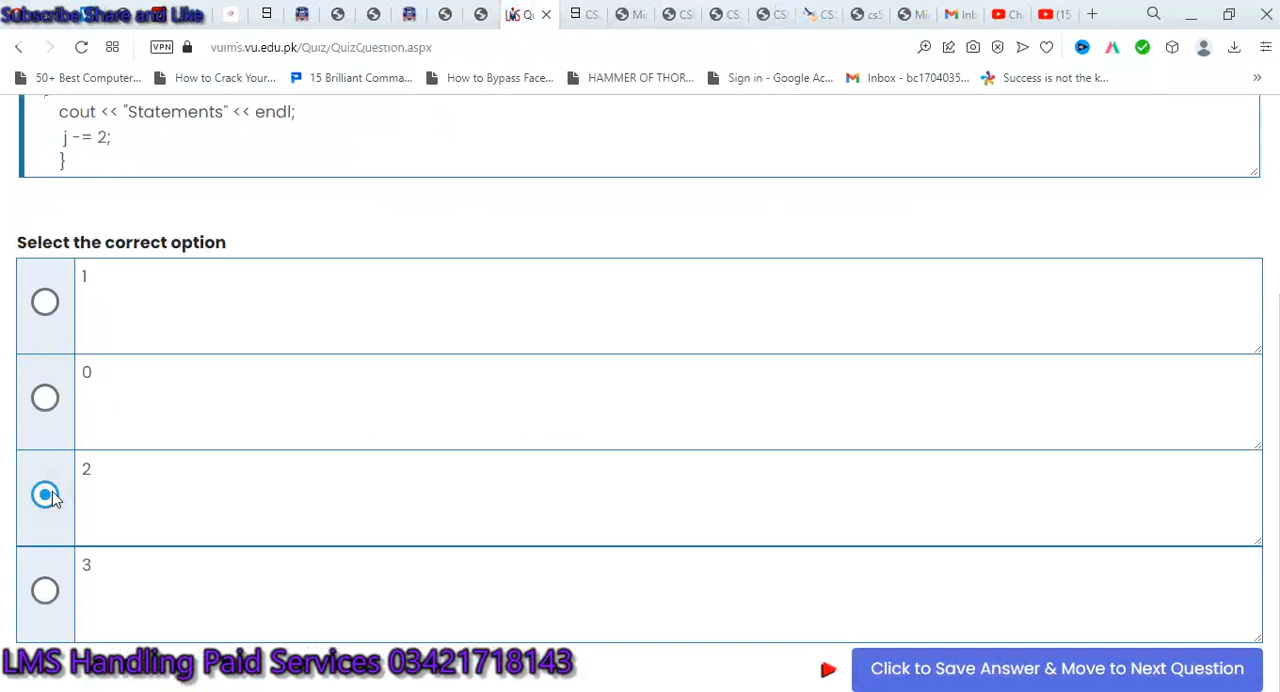 Subscribe Share and Like
VPN
vuims.vu.edu.pk/Quiz/QuizQuestion.aspx
50+ Best Computer...
How to Crack Your...
15 Brilliant Comma...
How to Bypass Face...
HAMMER OF THOR...
Sign in - Google Ac...
Inbox - bc1704035...
Success is not the k...
cout << "Statements" << endl;
j -= 2;
}
Select the correct option
1
0
2
3
LMS Handling Paid Services 03421718143
Click to Save Answer & Move to Next Question